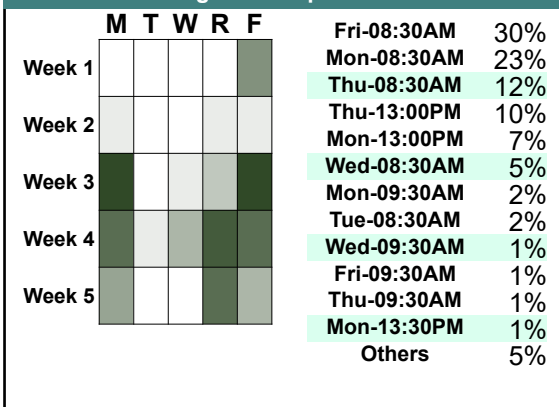 M T W R F
Week 1
Week 2
Week 3
Week 4
Week 5
Fri-08:30AM 30%
Mon-08:30AM 23%
Thu-08:30AM 12%
Thu-13:00PM 10%
Mon-13:00PM 7%
Wed-08:30AM 5%
Mon-09:30AM 2%
Tue-08:30AM 2%
Wed-09:30AM 1%
Fri-09:30AM 1%
Thu-09:30AM 1%
Mon-13:30PM 1%
Others 5%